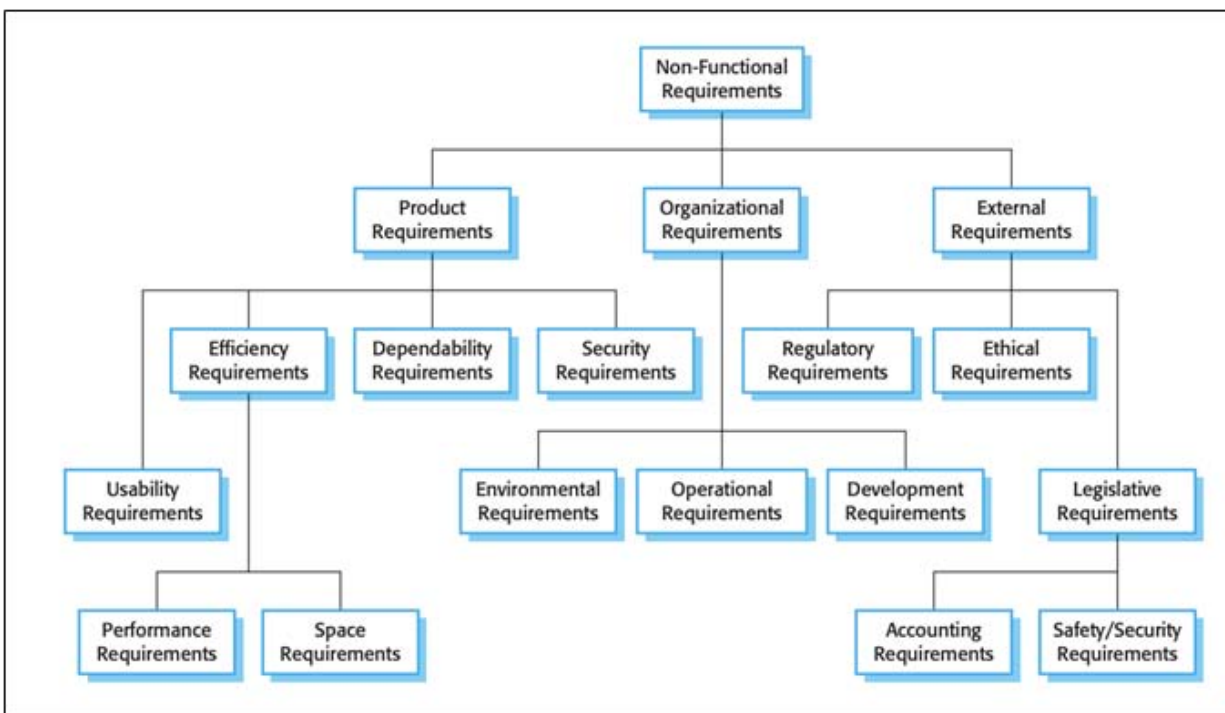 Non-Functional
Requirements
Product
Requirements
Organizational
Requirements
External
Requirements
Efficiency
Requirements
Dependability
Requirements
Security
Requirements
Regulatory
Requirements
Ethical
Requirements
Usability
Requirements
Environmental
Requirements
Operational
Requirements
Development
Requirements
Legislative
Requirements
Performance
Requirements
Space
Requirements
Accounting
Requirements
Safety/Security
Requirements